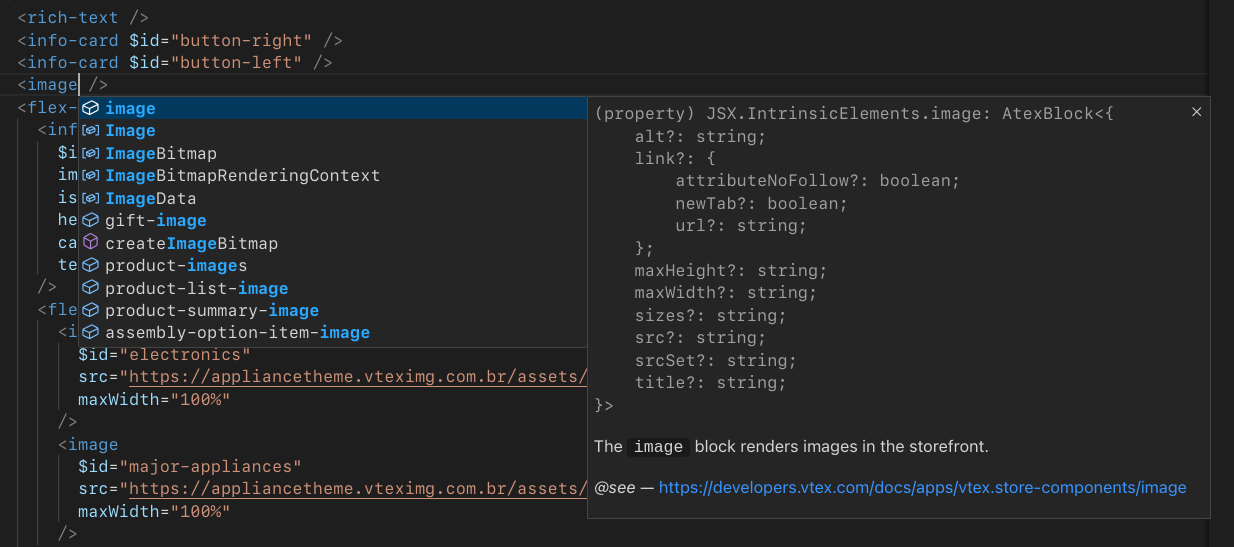 <rich-text />
<info-card $id="button-right" />
<info-card $id="button-left" />
<image />
<flex-
<inf
$i
im
is
he
ca
te
/>
<fle
<i
$id="electronics"
src="https://appliancetheme.vteximg.com.br/assets/
maxWidth="100%"
/>
<image
$id="major-appliances"
src="https://appliancetheme.vteximg.com.br/assets/
maxWidth="100%"
/>
image
Image
ImageBitmap
ImageBitmapRenderingContext
ImageData
gift-image
createImageBitmap
product-images
product-list-image
product-summary-image
assembly-option-item-image
(property) JSX.IntrinsicElements.image: AtexBlock<{
alt?: string;
link?: {
attributeNoFollow?: boolean;
newTab?: boolean;
url?: string;
};
maxHeight?: string;
maxWidth?: string;
sizes?: string;
src?: string;
srcSet?: string;
title?: string;
}>
The image block renders images in the storefront.
@see — https://developers.vtex.com/docs/apps/vtex.store-components/image